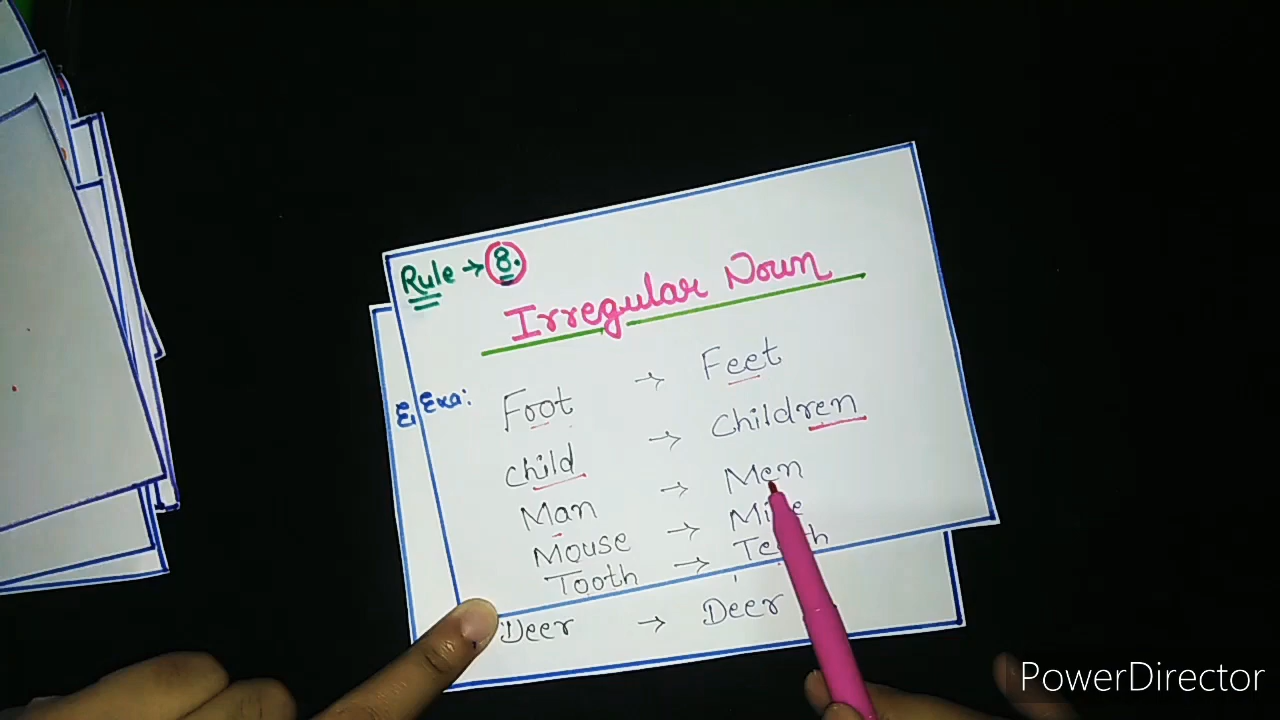 Rule → 8.
Irregular Noun
Exa: Foot → Feet
child → Children
Man → Men
Mouse →
Tooth →
Deer → Deer
PowerDirector